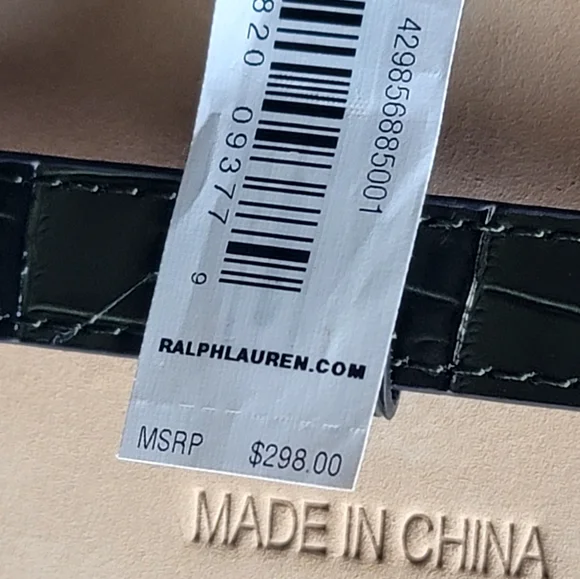 429856885001
820 09377 9
RALPHLAUREN.COM
MSRP $298.00
MADE IN CHINA